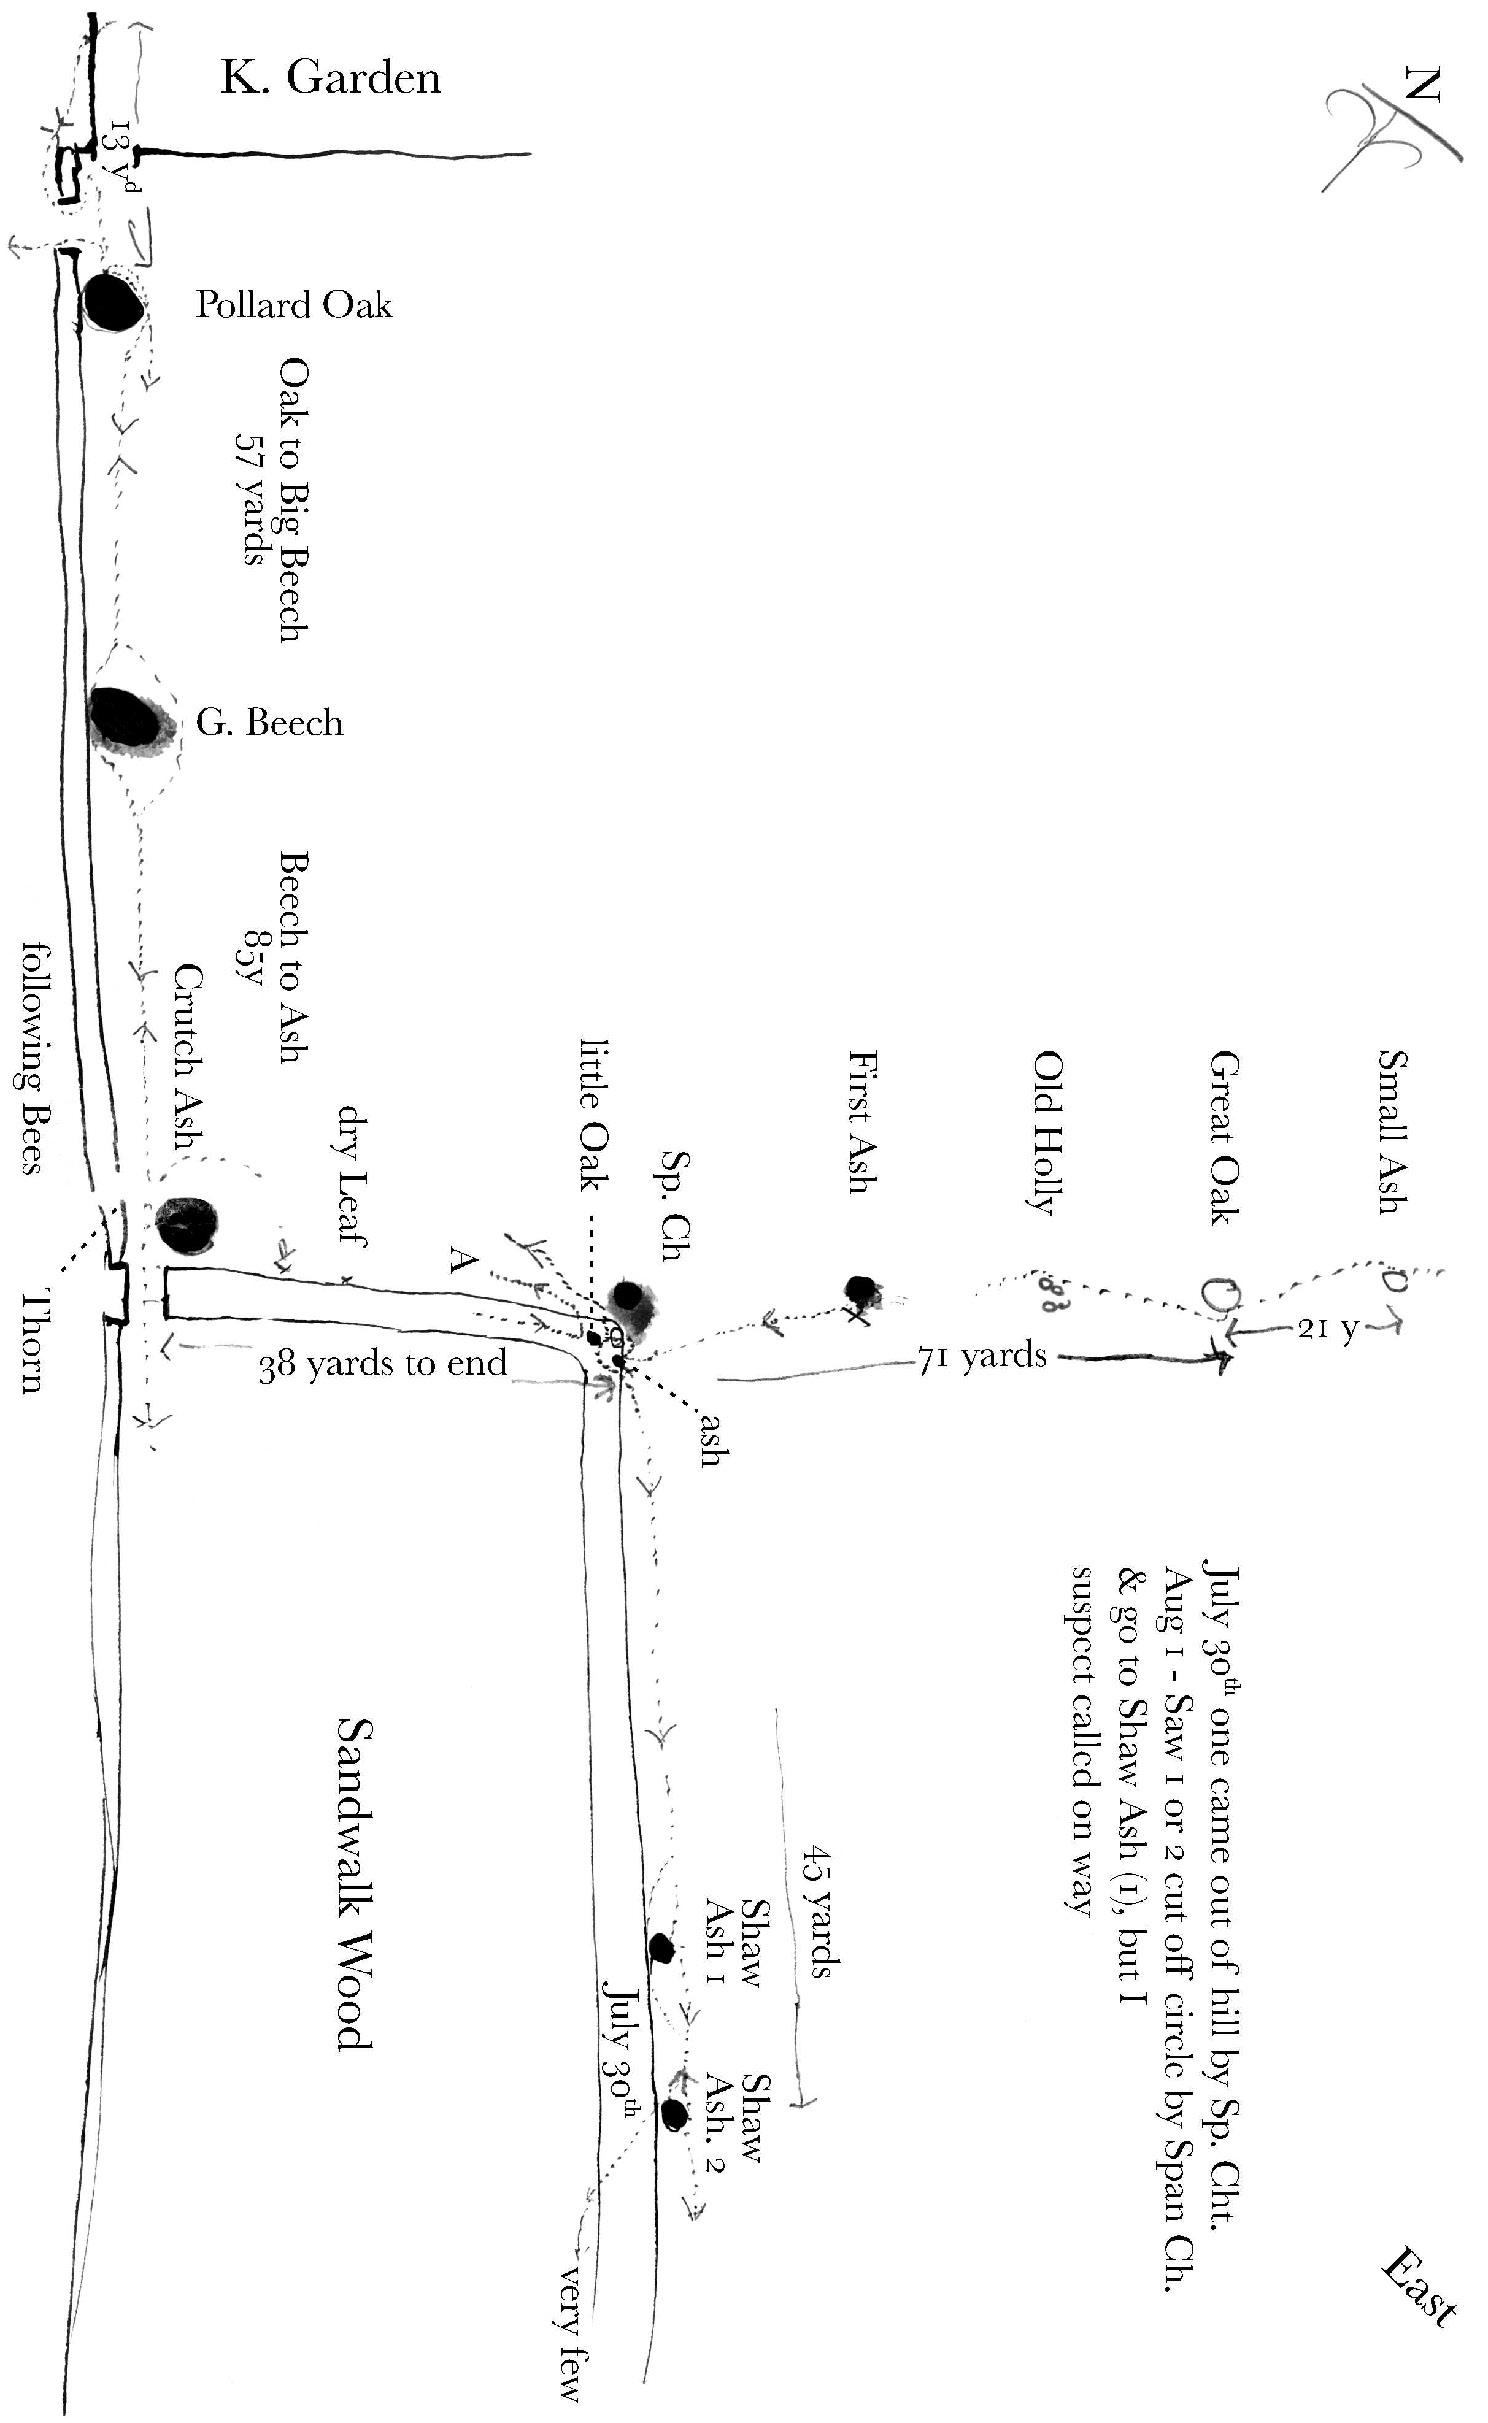 K. Garden
N
13 yd
Pollard Oak
Oak to Big Beech
57 yards
G. Beech
Beech to Ash
85y
Crutch Ash
following Bees
Thorn
dry Leaf
A
little Oak
Sp. Ch
First Ash
Old Holly
Great Oak
Small Ash
21 y
71 yards
38 yards to end
ash
July 30th one came out of hill by Sp. Cht.
Aug 1 - Saw 1 or 2 cut off circle by Span Ch.
& go to Shaw Ash (1), but I
suspect called on way
45 yards
Shaw
Ash 1
Shaw
Ash. 2
July 30th
Sandwalk Wood
very few
East